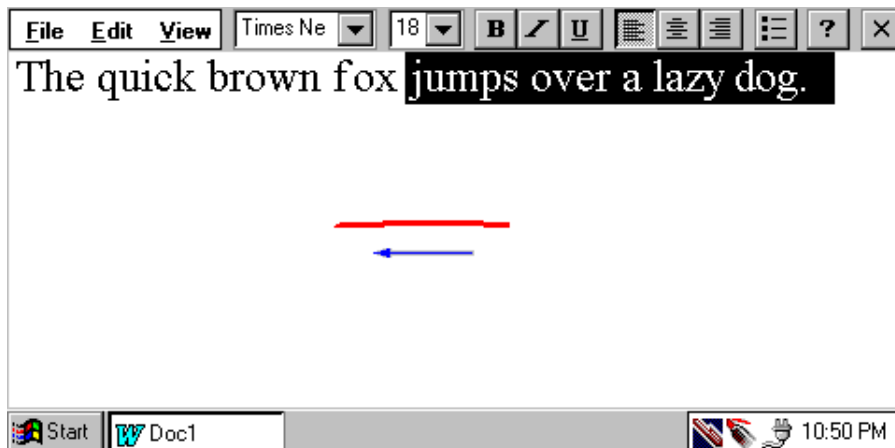 File Edit View Times Ne 18 B I U ?
The quick brown fox jumps over a lazy dog.
Start Doc1 10:50 PM